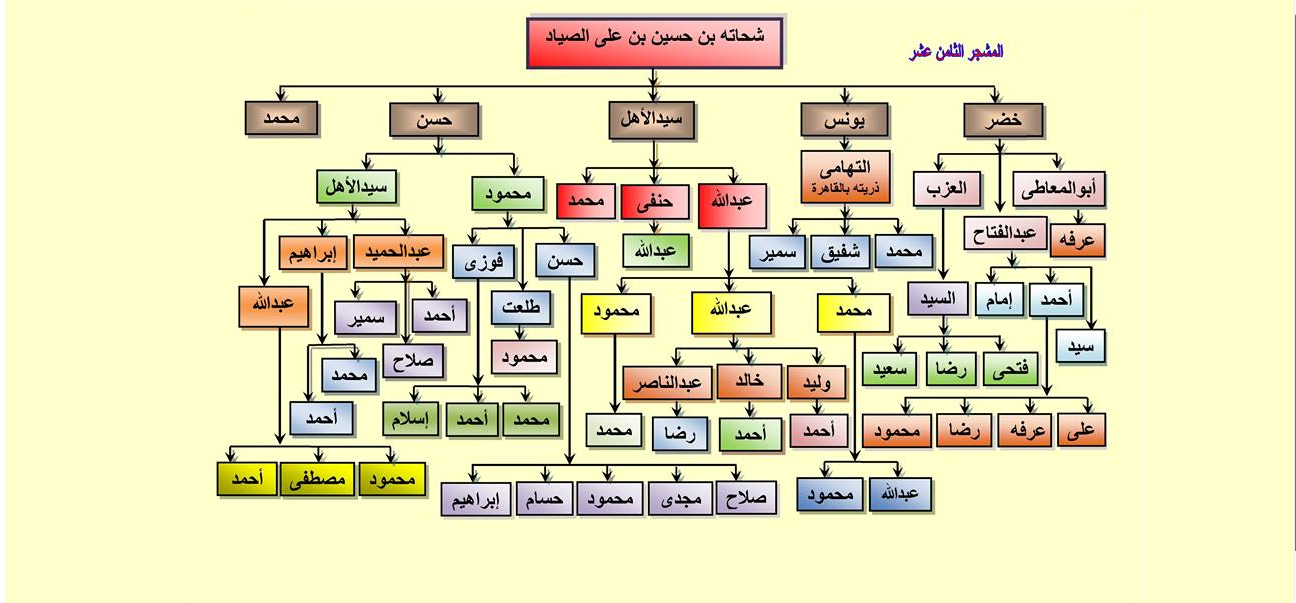 شحاته بن حسين بن على الصياد
المشجر الثامن عشر
خضر
يونس
سيدالأهل
حسن
محمد
أبوالمعاطى
العزب
التهامى
ذريته بالقاهرة
عبدالله
حنفى
محمد
محمود
سيدالأهل
عرفه
عبدالفتاح
محمد
شفيق
سمير
عبدالله
حسن
فوزى
عبدالحميد
إبراهيم
أحمد
إمام
السيد
محمد
عبدالله
محمود
طلعت
أحمد
سمير
عبدالله
سيد
فتحى
رضا
سعيد
وليد
خالد
عبدالناصر
محمود
صلاح
محمد
على
عرفه
رضا
محمود
أحمد
أحمد
رضا
محمد
محمد
أحمد
إسلام
أحمد
عبدالله
محمود
صلاح
مجدى
محمود
حسام
إبراهيم
محمود
مصطفى
أحمد